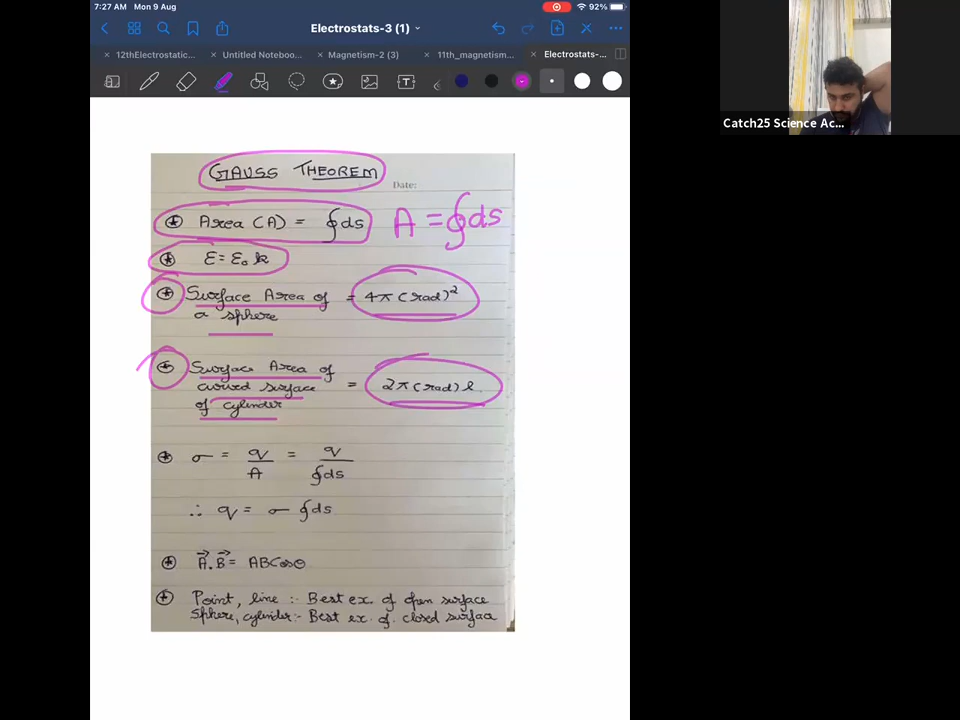 7:27 AM Mon 9 Aug
92%
Electrostats-3 (1)
12thElectrostatic...
Untitled Noteboo...
Magnetism-2 (3)
11th_magnetism...
Electrostats-...
Catch25 Science Ac...
GAUSS THEOREM
Date:
Area (A) = ∮ds
A = ∮ds
ε = ε₀ k
Surface Area of = 4π (rad)²
a sphere
Surface Area of
curved surface = 2π (rad) l
of cylinder
σ = q/A = q/∮ds
∴ q = σ ∮ds
A⃗.B⃗ = ABCosθ
Point, line :- Best ex. of open surface
Sphere, cylinder:- Best ex. of closed surface